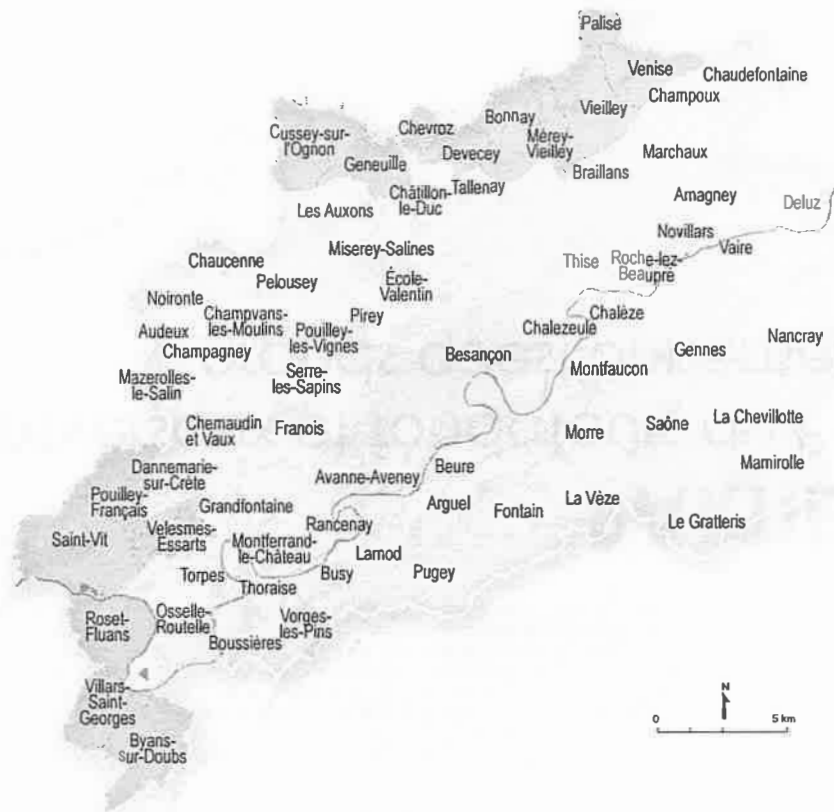 Palise
Venise
Chaudefontaine
Champoux
Vieilley
Bonnay
Chevroz
Cussey-sur-
l'Ognon
Mérey-
Vieilley
Geneuille
Devecey
Marchaux
Braillans
Tallenay
Châtillon-
le-Duc
Amagney
Deluz
Les Auxons
Novillars
Vaire
Miserey-Salines
Chaucenne
Thise
Roche-lez-
Beaupré
Pelousey
École-
Valentin
Noironte
Champvans-
les-Moulins
Pirey
Chalèze
Chalezeule
Audeux
Pouilley-
les-Vignes
Nancray
Champagney
Besançon
Gennes
Montfaucon
Mazerolles-
le-Salin
Serre-
les-Sapins
Chemaudin
et Vaux
Franois
Morre
Saône
La Chevillotte
Mamirolle
Dannemarie-
sur-Crète
Avanne-Aveney
Beure
Pouilley-
Français
Grandfontaine
Arguel
Fontain
La Vèze
Le Gratteris
Saint-Vit
Velesmes-
Essarts
Rancenay
Montferrand-
le-Château
Larnod
Torpes
Thoraise
Busy
Pugey
Roset-
Fluans
Osselle-
Routelle
Boussières
Vorges-
les-Pins
Villars-
Saint-
Georges
Byans-
sur-Doubs
N
0 5 km